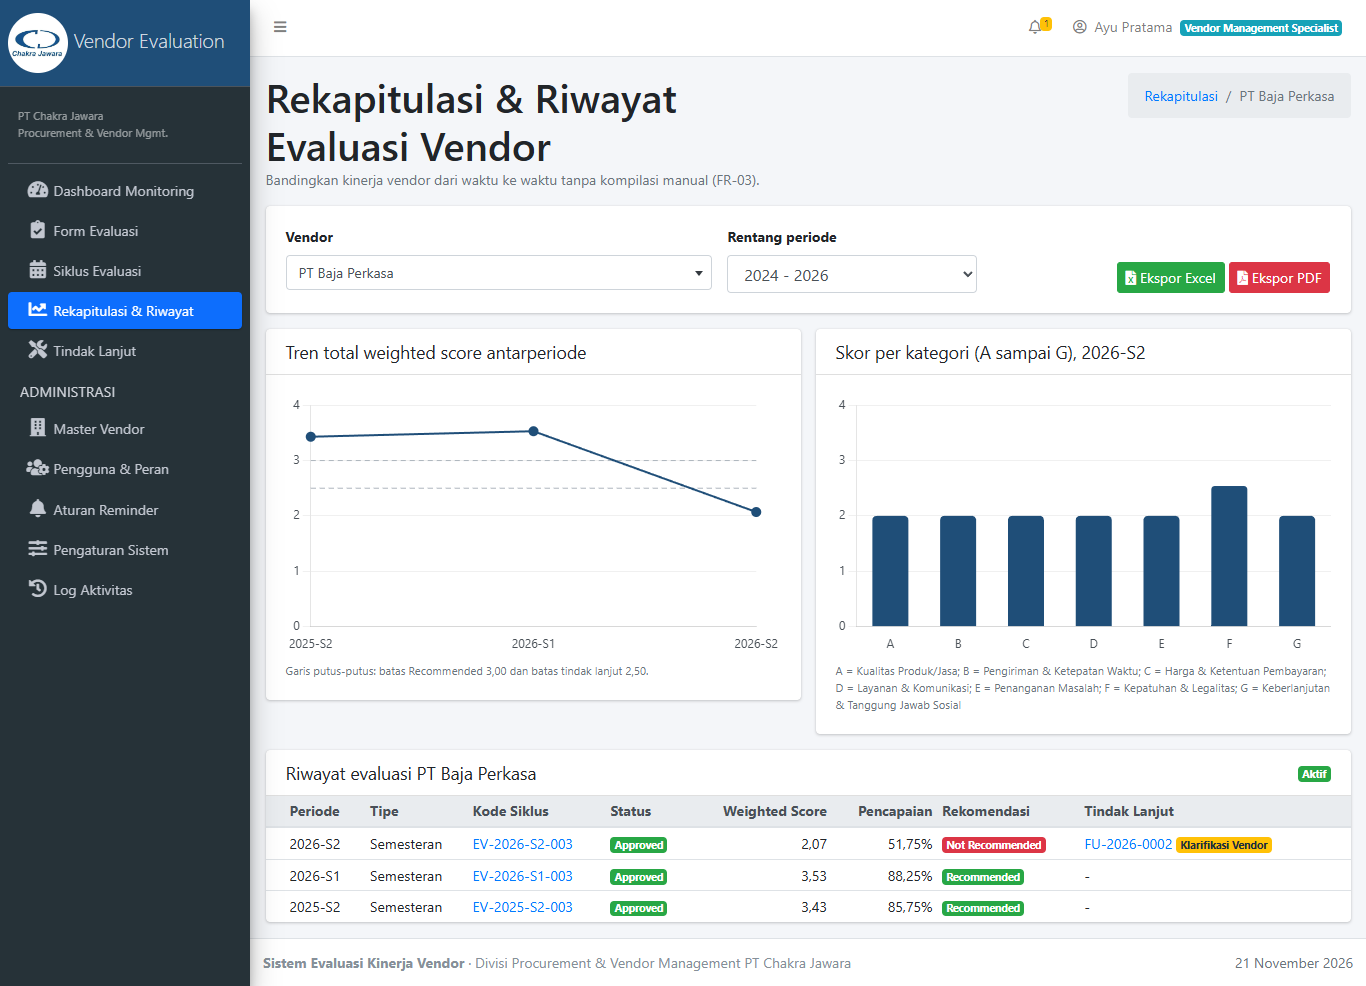 Chakra Jawara
Vendor Evaluation
PT Chakra Jawara
Procurement & Vendor Mgmt.
Dashboard Monitoring
Form Evaluasi
Siklus Evaluasi
Rekapitulasi & Riwayat
Tindak Lanjut
ADMINISTRASI
Master Vendor
Pengguna & Peran
Aturan Reminder
Pengaturan Sistem
Log Aktivitas
1
Ayu Pratama Vendor Management Specialist
Rekapitulasi & Riwayat
Evaluasi Vendor
Rekapitulasi / PT Baja Perkasa
Bandingkan kinerja vendor dari waktu ke waktu tanpa kompilasi manual (FR-03).
Vendor
PT Baja Perkasa
Rentang periode
2024 - 2026
Ekspor Excel
Ekspor PDF
Tren total weighted score antarperiode
4
3
2
1
0
2025-S2 2026-S1 2026-S2
Garis putus-putus: batas Recommended 3,00 dan batas tindak lanjut 2,50.
Skor per kategori (A sampai G), 2026-S2
4
3
2
1
0
A B C D E F G
A = Kualitas Produk/Jasa; B = Pengiriman & Ketepatan Waktu; C = Harga & Ketentuan Pembayaran;
D = Layanan & Komunikasi; E = Penanganan Masalah; F = Kepatuhan & Legalitas; G = Keberlanjutan
& Tanggung Jawab Sosial
Riwayat evaluasi PT Baja Perkasa
Aktif
Periode Tipe Kode Siklus Status Weighted Score Pencapaian Rekomendasi Tindak Lanjut
2026-S2 Semesteran EV-2026-S2-003 Approved 2,07 51,75% Not Recommended FU-2026-0002 Klarifikasi Vendor
2026-S1 Semesteran EV-2026-S1-003 Approved 3,53 88,25% Recommended -
2025-S2 Semesteran EV-2025-S2-003 Approved 3,43 85,75% Recommended -
Sistem Evaluasi Kinerja Vendor · Divisi Procurement & Vendor Management PT Chakra Jawara
21 November 2026